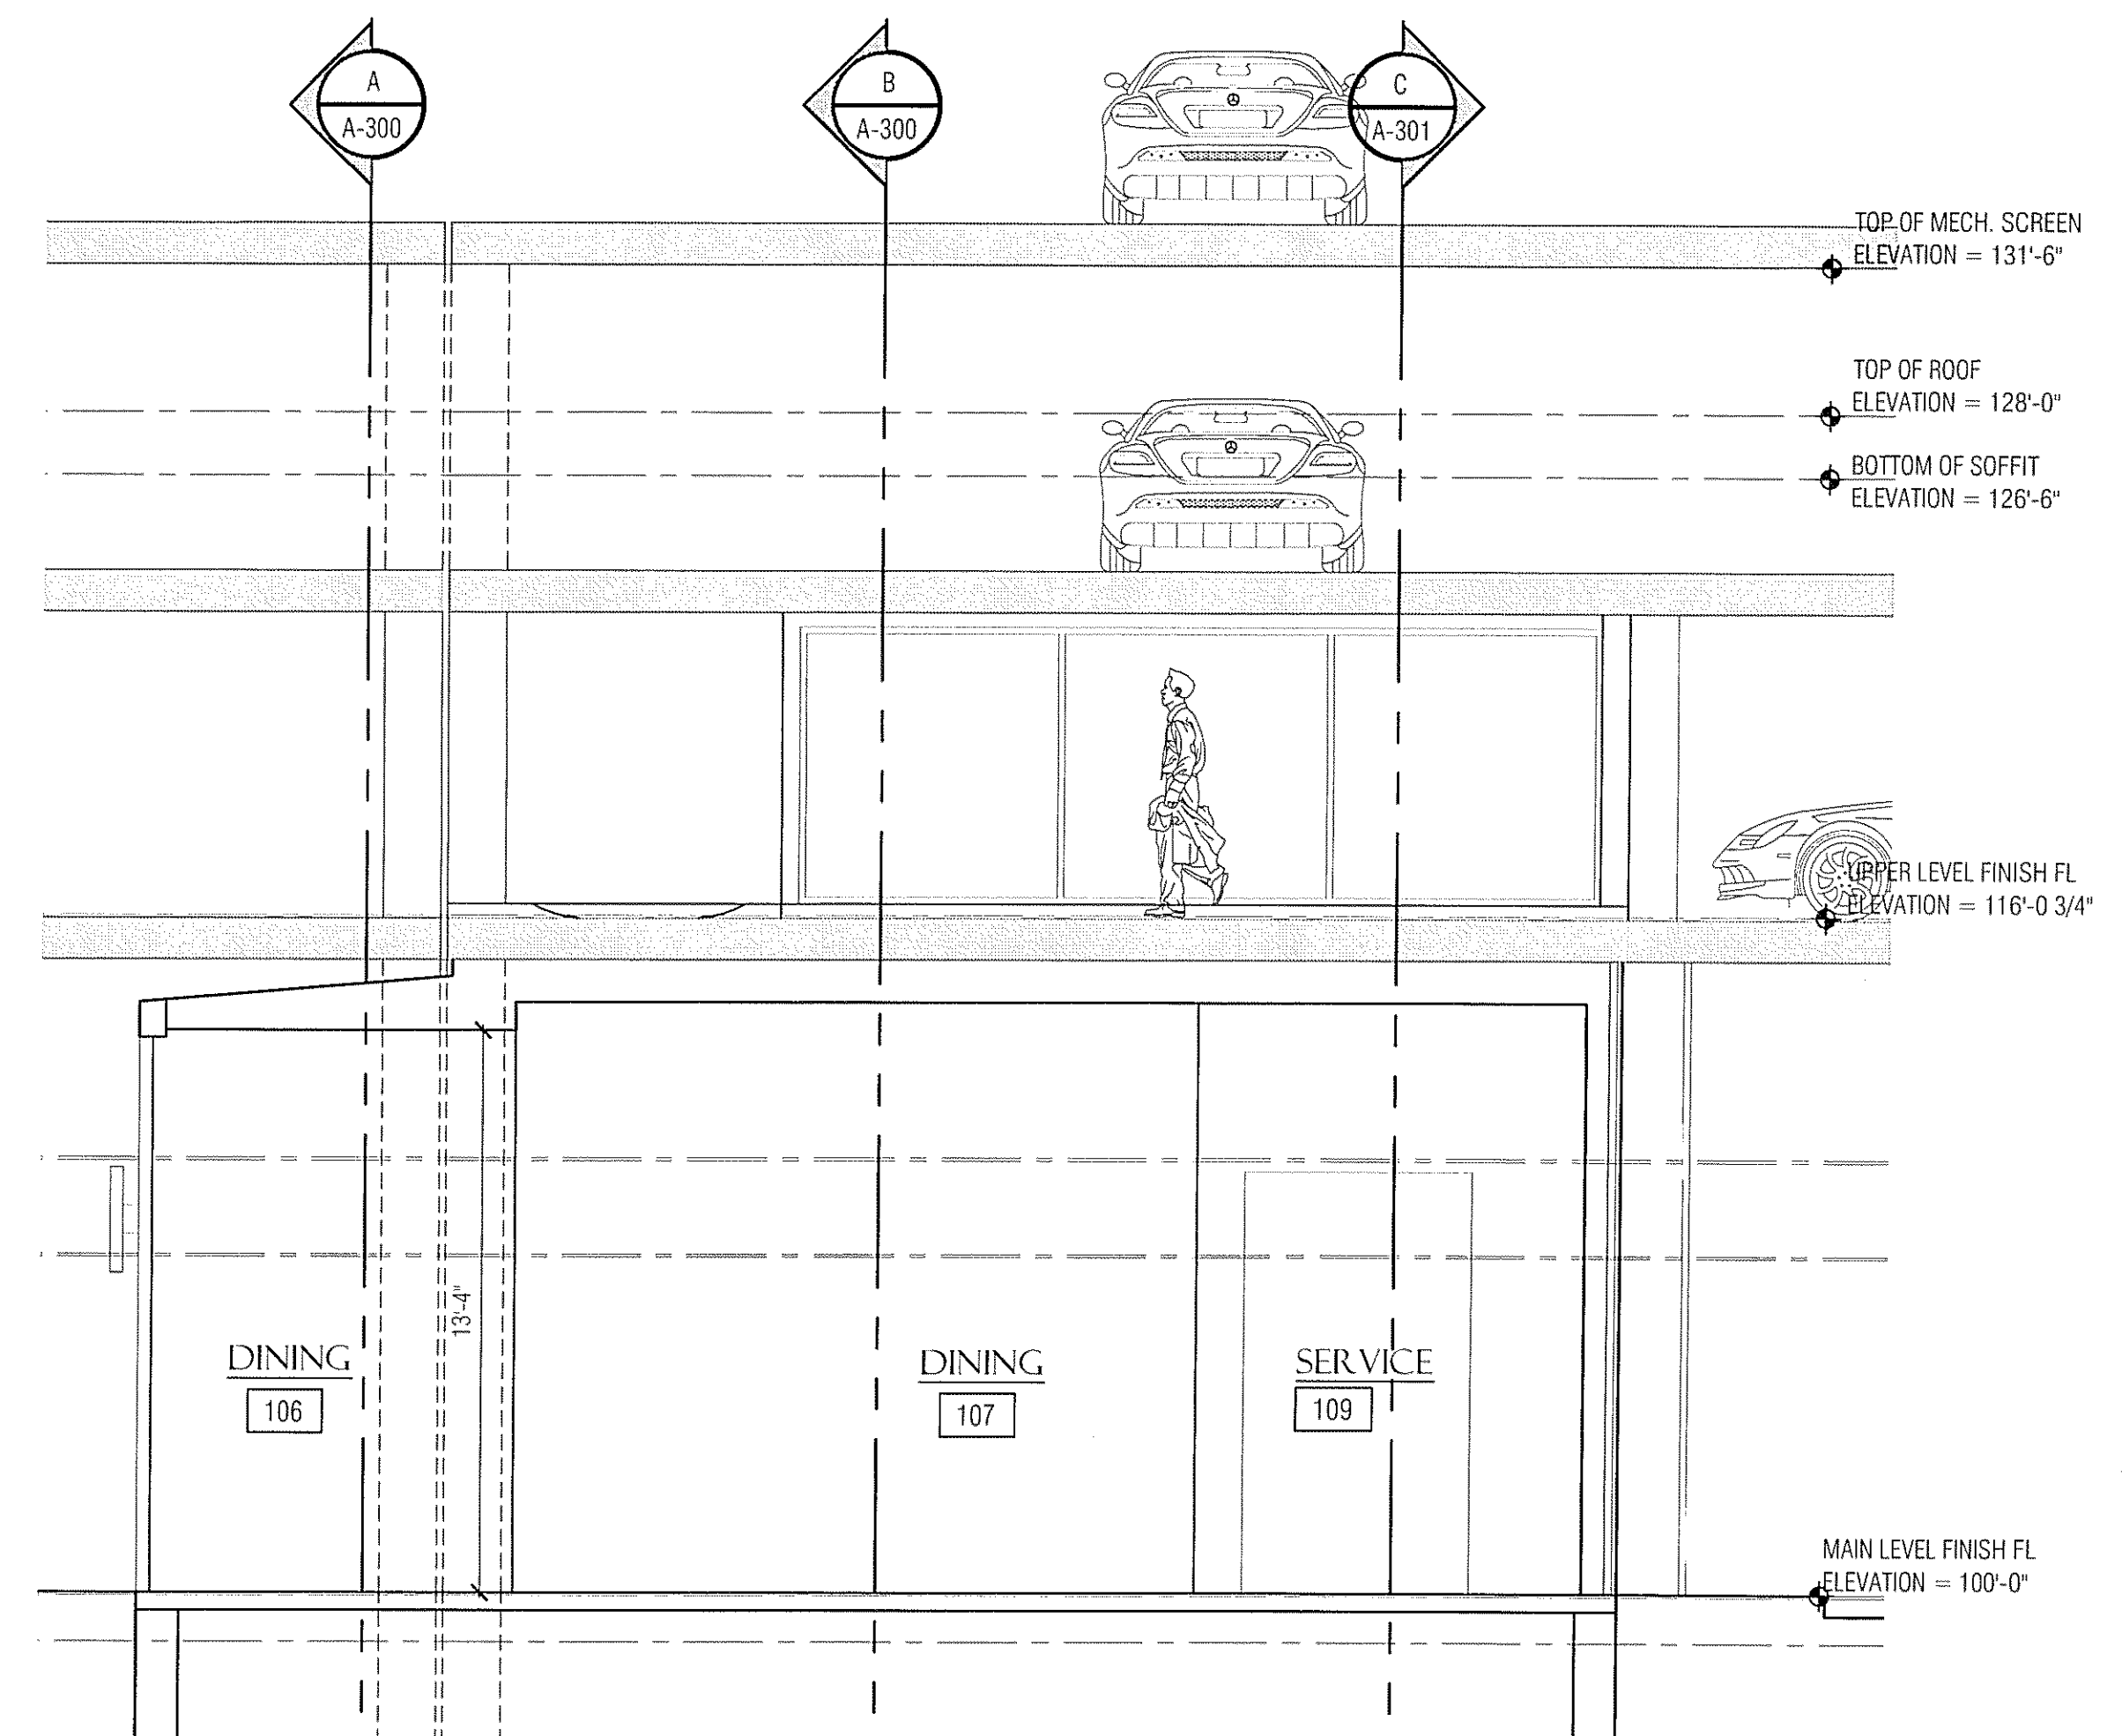 A
A-300
B
A-300
C
A-301
TOP OF MECH. SCREEN
ELEVATION = 131'-6"
TOP OF ROOF
ELEVATION = 128'-0"
BOTTOM OF SOFFIT
ELEVATION = 126'-6"
UPPER LEVEL FINISH FL
ELEVATION = 116'-0 3/4"
13'-4"
DINING
106
DINING
107
SERVICE
109
MAIN LEVEL FINISH FL
ELEVATION = 100'-0"